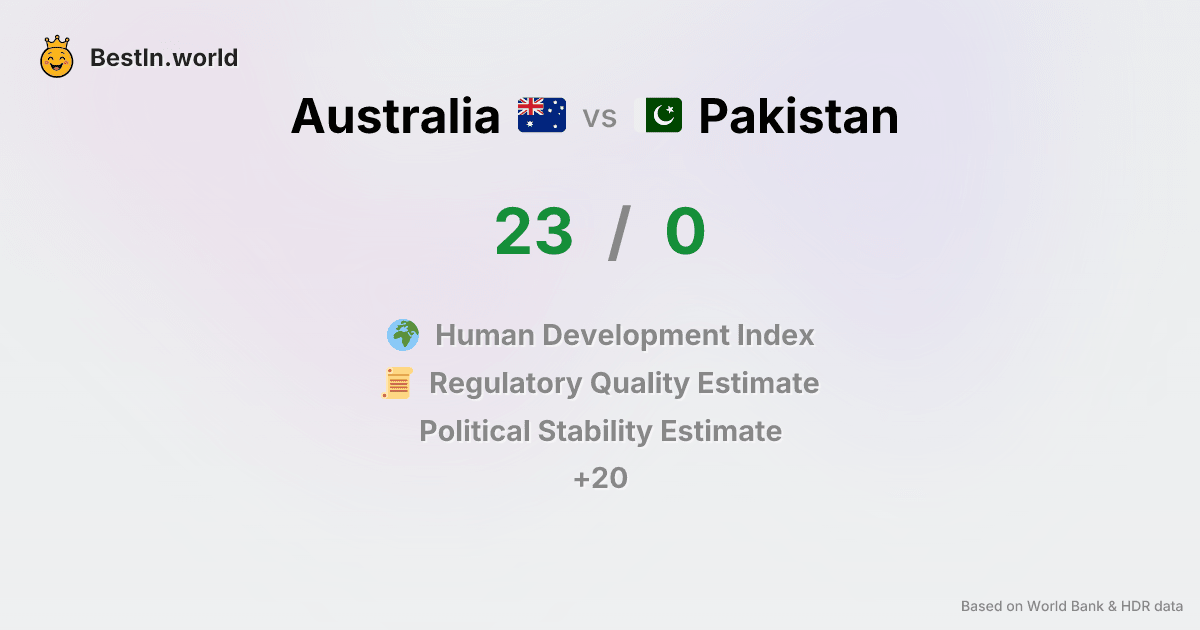 BestIn.world
Australia vs Pakistan
23 / 0
Human Development Index
Regulatory Quality Estimate
Political Stability Estimate
+20
Based on World Bank & HDR data